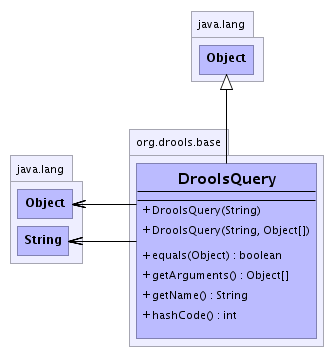 java.lang
Object
org.drools.base
DroolsQuery
java.lang
Object
String
+ DroolsQuery(String)
+ DroolsQuery(String, Object[])
+ equals(Object) : boolean
+ getArguments() : Object[]
+ getName() : String
+ hashCode() : int